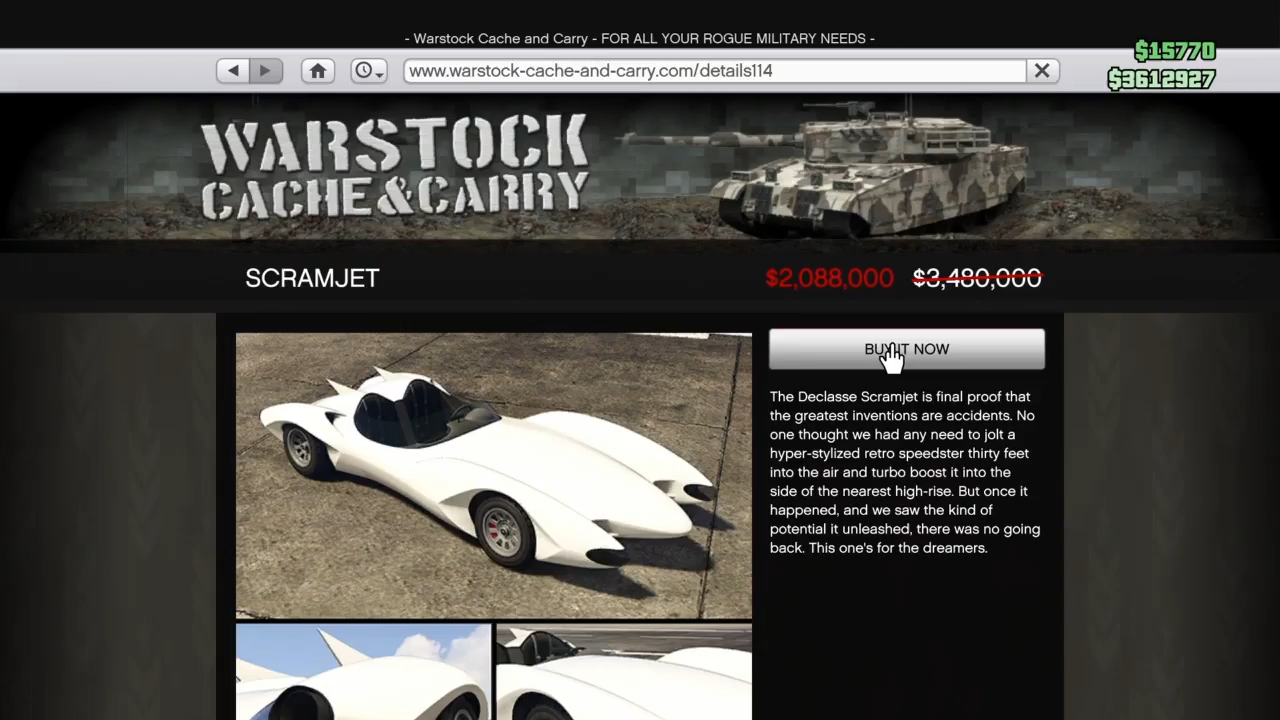 - Warstock Cache and Carry - FOR ALL YOUR ROGUE MILITARY NEEDS -
$15770
www.warstock-cache-and-carry.com/details114
$3612927
WARSTOCK
CACHE&CARRY
SCRAMJET
$2,088,000 $3,480,000
BUY IT NOW
The Declasse Scramjet is final proof that
the greatest inventions are accidents. No
one thought we had any need to jolt a
hyper-stylized retro speedster thirty feet
into the air and turbo boost it into the
side of the nearest high-rise. But once it
happened, and we saw the kind of
potential it unleashed, there was no going
back. This one's for the dreamers.